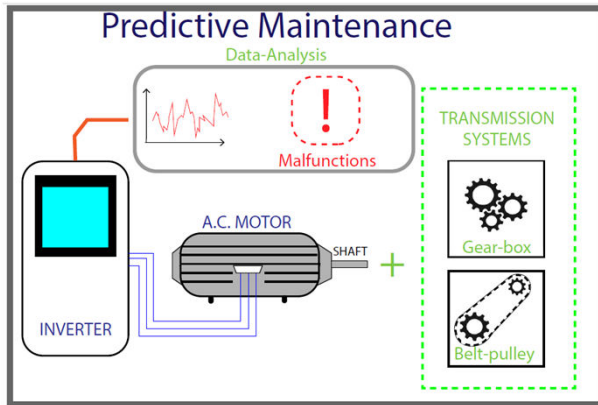 Predictive Maintenance
Data-Analysis
!
Malfunctions
TRANSMISSION
SYSTEMS
A.C. MOTOR
SHAFT
+
Gear-box
INVERTER
Belt-pulley